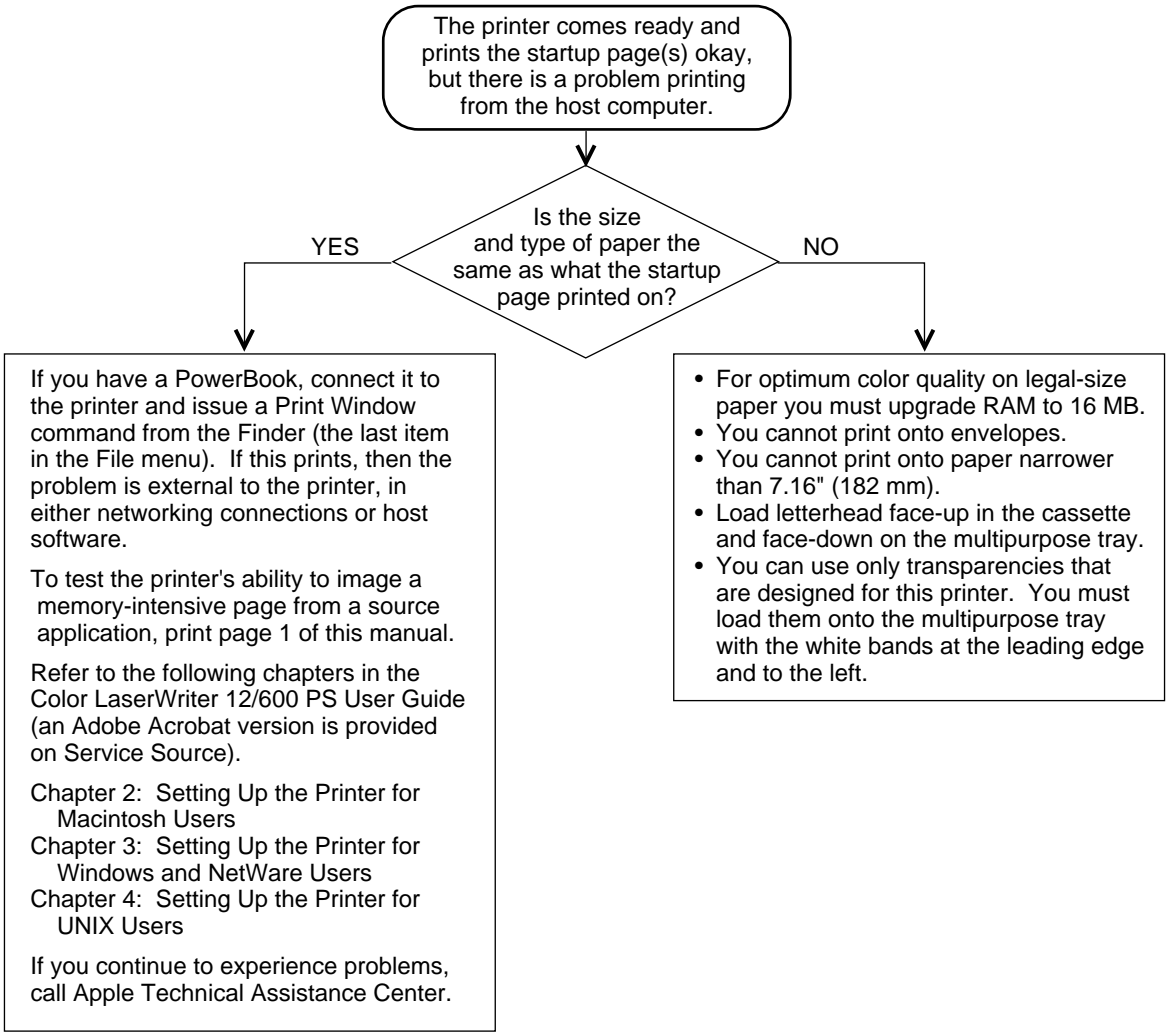 The printer comes ready and
prints the startup page(s) okay,
but there is a problem printing
from the host computer.
Is the size
and type of paper the
same as what the startup
page printed on?
YES
NO
If you have a PowerBook, connect it to
the printer and issue a Print Window
command from the Finder (the last item
in the File menu).  If this prints, then the
problem is external to the printer, in
either networking connections or host
software.
To test the printer's ability to image a
memory-intensive page from a source
application, print page 1 of this manual.
Refer to the following chapters in the
Color LaserWriter 12/600 PS User Guide
(an Adobe Acrobat version is provided
on Service Source).
Chapter 2:  Setting Up the Printer for
Macintosh Users
Chapter 3:  Setting Up the Printer for
Windows and NetWare Users
Chapter 4:  Setting Up the Printer for
UNIX Users
If you continue to experience problems,
call Apple Technical Assistance Center.
• For optimum color quality on legal-size
paper you must upgrade RAM to 16 MB.
• You cannot print onto envelopes.
• You cannot print onto paper narrower
than 7.16" (182 mm).
• Load letterhead face-up in the cassette
and face-down on the multipurpose tray.
• You can use only transparencies that
are designed for this printer.  You must
load them onto the multipurpose tray
with the white bands at the leading edge
and to the left.